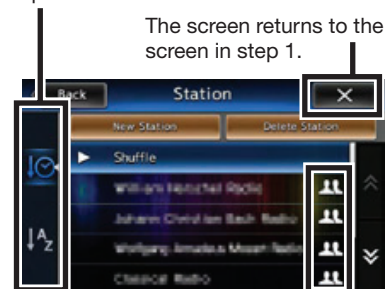 The screen returns to the
screen in step 1.
Back
Station
New Station
Delete Station
Shuffle
William Herschel Radio
Johann Christian Bach Radio
Wolfgang Amadeus Mozart Radio
Classical Radio
A
Z